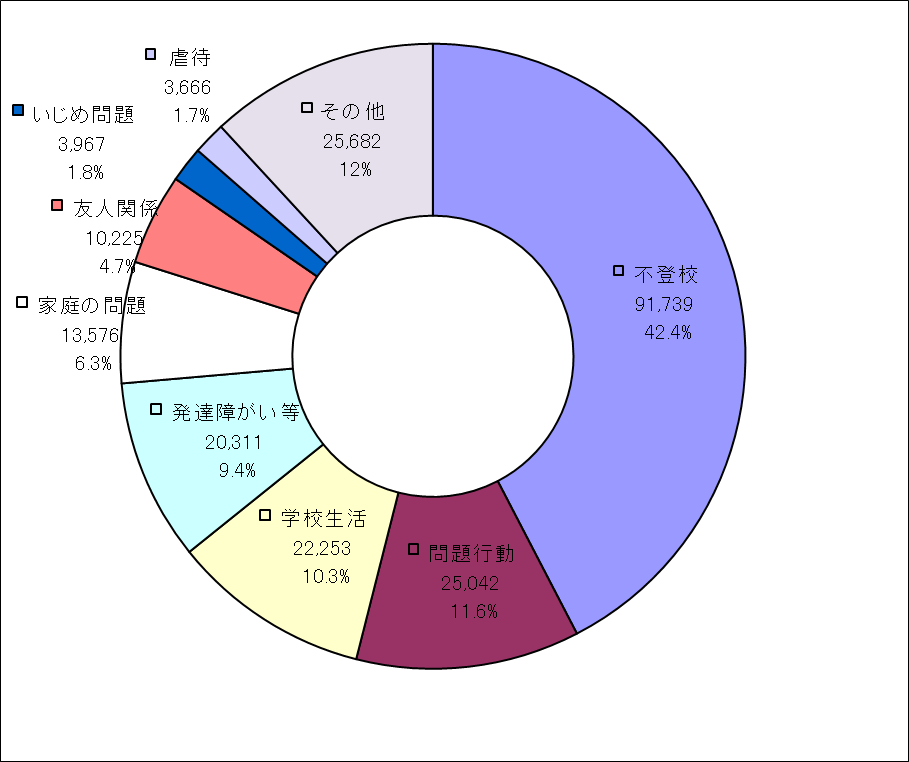 虐待
3,666
1.7%
いじめ問題
3,967
1.8%
その他
25,682
12%
友人関係
10,225
4.7%
家庭の問題
13,576
6.3%
不登校
91,739
42.4%
発達障がい等
20,311
9.4%
学校生活
22,253
10.3%
問題行動
25,042
11.6%